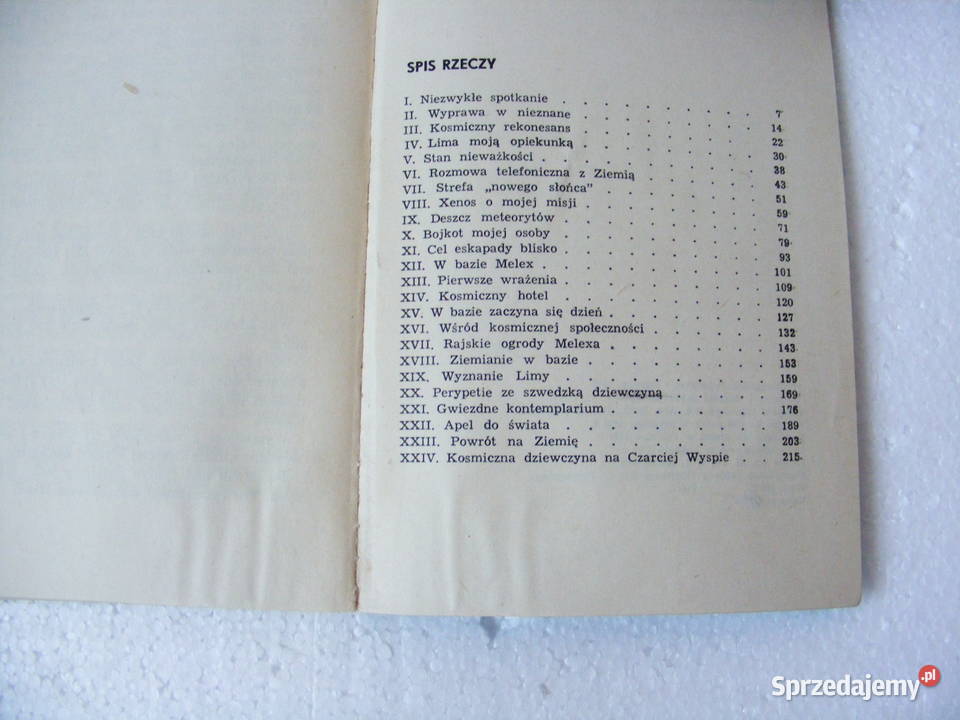 SPIS RZECZY
I. Niezwykłe spotkanie . . . . . . . . . 7
II. Wyprawa w nieznane . . . . . . . . . 14
III. Kosmiczny rekonesans . . . . . . . . . 22
IV. Lima moją opiekunką . . . . . . . . . 30
V. Stan nieważkości . . . . . . . . . . 38
VI. Rozmowa telefoniczna z Ziemią . . . . . . 43
VII. Strefa „nowego słońca” . . . . . . . . 51
VIII. Xenos o mojej misji . . . . . . . . . 59
IX. Deszcz meteorytów . . . . . . . . . 71
X. Bojkot mojej osoby . . . . . . . . . 79
XI. Cel eskapady blisko . . . . . . . . . 93
XII. W bazie Melex . . . . . . . . . . 101
XIII. Pierwsze wrażenia . . . . . . . . . 109
XIV. Kosmiczny hotel . . . . . . . . . 120
XV. W bazie zaczyna się dzień . . . . . . . 127
XVI. Wśród kosmicznej społeczności . . . . . . 132
XVII. Rajskie ogrody Melexa . . . . . . . . 143
XVIII. Ziemianie w bazie . . . . . . . . . 153
XIX. Wyznanie Limy . . . . . . . . . 159
XX. Perypetie ze szwedzką dziewczyną . . . . . 169
XXI. Gwiezdne kontemplarium . . . . . . . 176
XXII. Apel do świata . . . . . . . . . 189
XXIII. Powrót na Ziemię . . . . . . . . . 203
XXIV. Kosmiczna dziewczyna na Czarciej Wyspie . . 215
Sprzedajemy.pl